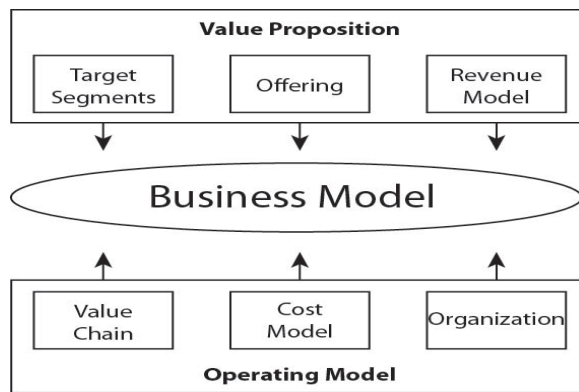 Value Proposition
Target
Segments
Offering
Revenue
Model
Business Model
Value
Chain
Cost
Model
Organization
Operating Model